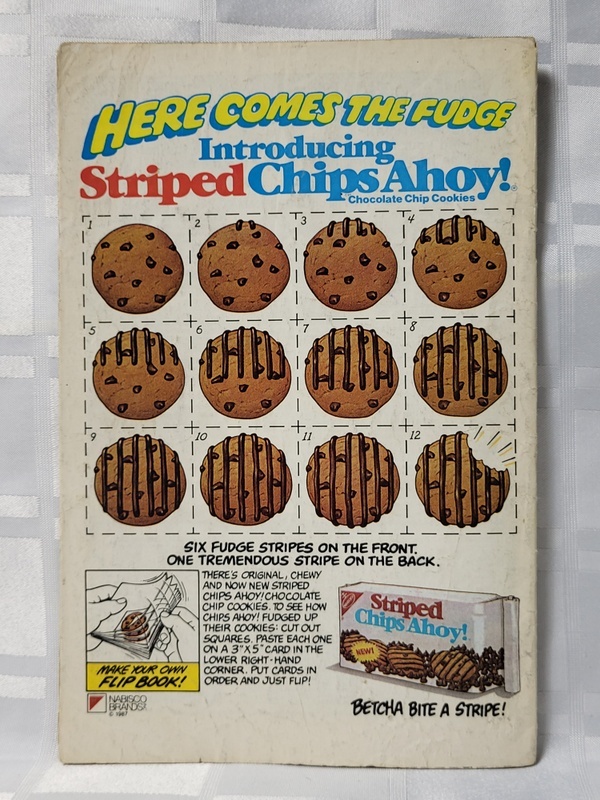 HERE COMES THE FUDGE
Introducing
Striped Chips Ahoy!®
Chocolate Chip Cookies
1 2 3 4
5 6 7 8
9 10 11 12
SIX FUDGE STRIPES ON THE FRONT.
ONE TREMENDOUS STRIPE ON THE BACK.
THERE'S ORIGINAL, CHEWY
AND NOW NEW STRIPED
CHIPS AHOY! CHOCOLATE
CHIP COOKIES. TO SEE HOW
CHIPS AHOY! FUDGED UP
THEIR COOKIES: CUT OUT
SQUARES. PASTE EACH ONE
ON A 3"X5" CARD IN THE
LOWER RIGHT-HAND
CORNER. PUT CARDS IN
ORDER AND JUST FLIP!
MAKE YOUR OWN
FLIP BOOK!
NABISCO
BRANDS
© 1987
Striped
Chips Ahoy!
NEW!
BETCHA BITE A STRIPE!